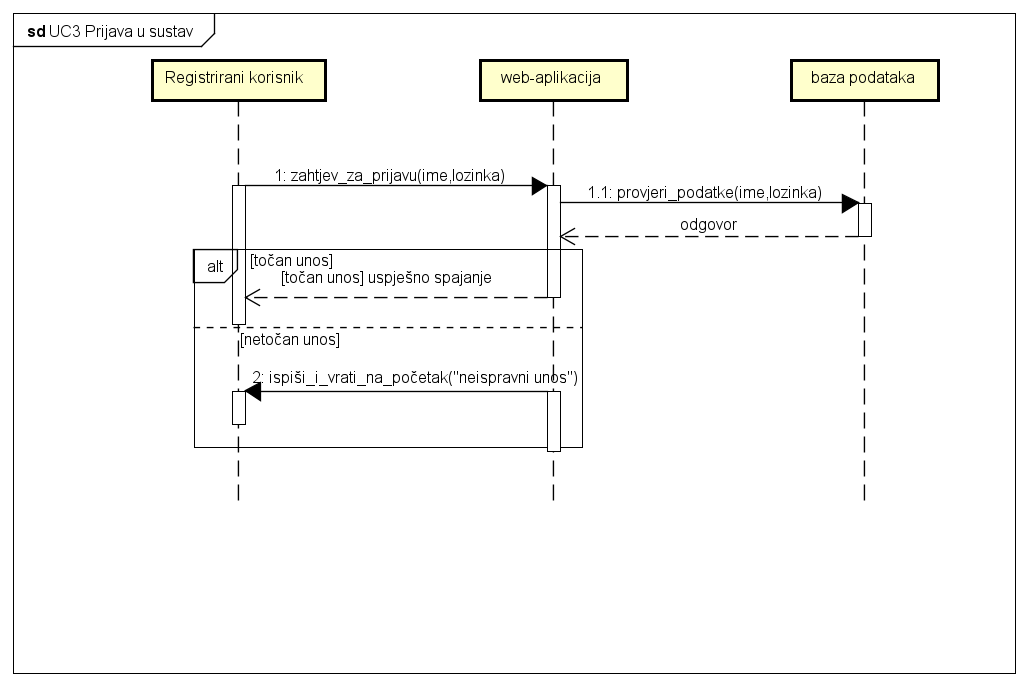 sd UC3 Prijava u sustav
Registrirani korisnik
web-aplikacija
baza podataka
1: zahtjev_za_prijavu(ime,lozinka)
1.1: provjeri_podatke(ime,lozinka)
odgovor
alt
[točan unos]
[točan unos] uspješno spajanje
[netočan unos]
2: ispiši_i_vrati_na_početak("neispravni unos")